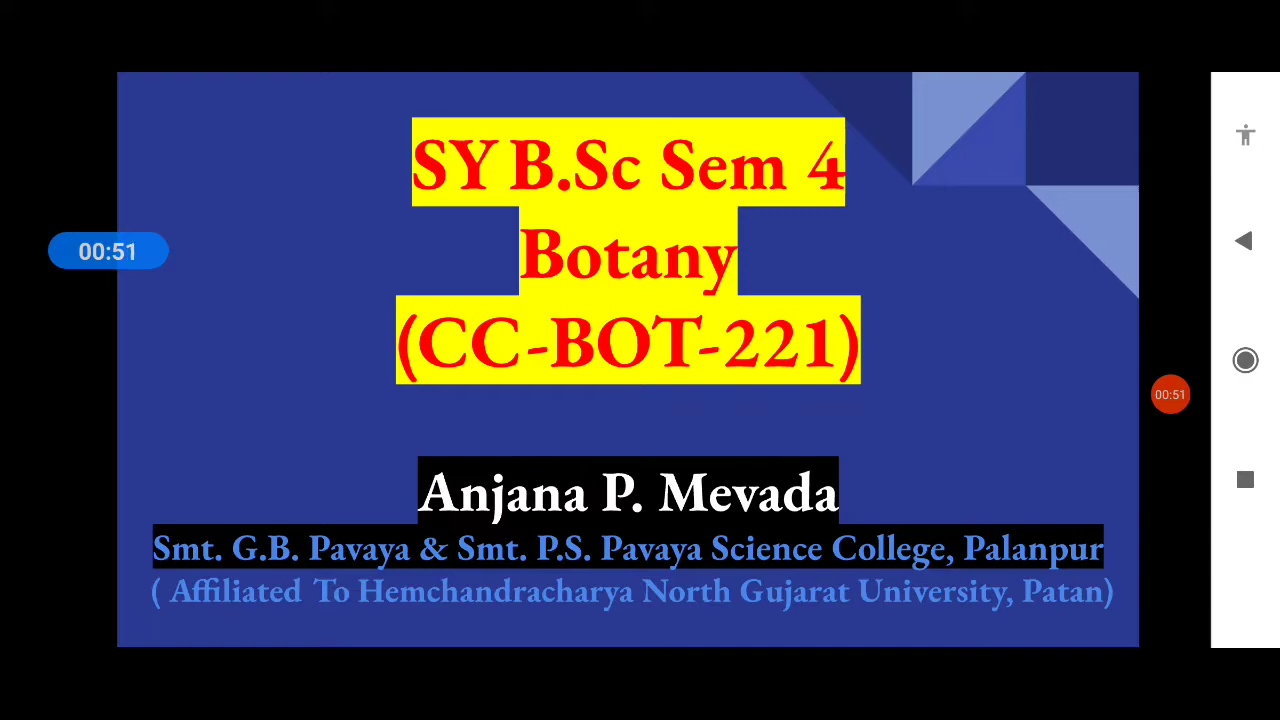 SY B.Sc Sem 4
Botany
(CC-BOT-221)
00:51
00:51
Anjana P. Mevada
Smt. G.B. Pavaya & Smt. P.S. Pavaya Science College, Palanpur
( Affiliated To Hemchandracharya North Gujarat University, Patan)